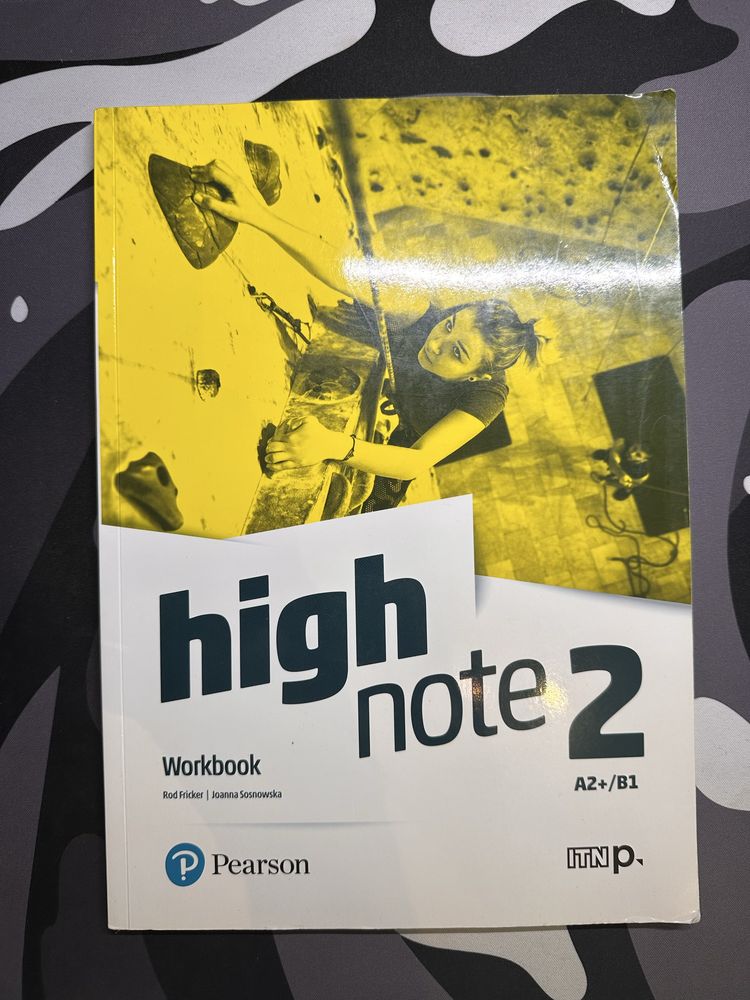 high
note 2
Workbook
A2+/B1
Rod Fricker | Joanna Sosnowska
P Pearson
ITN p.